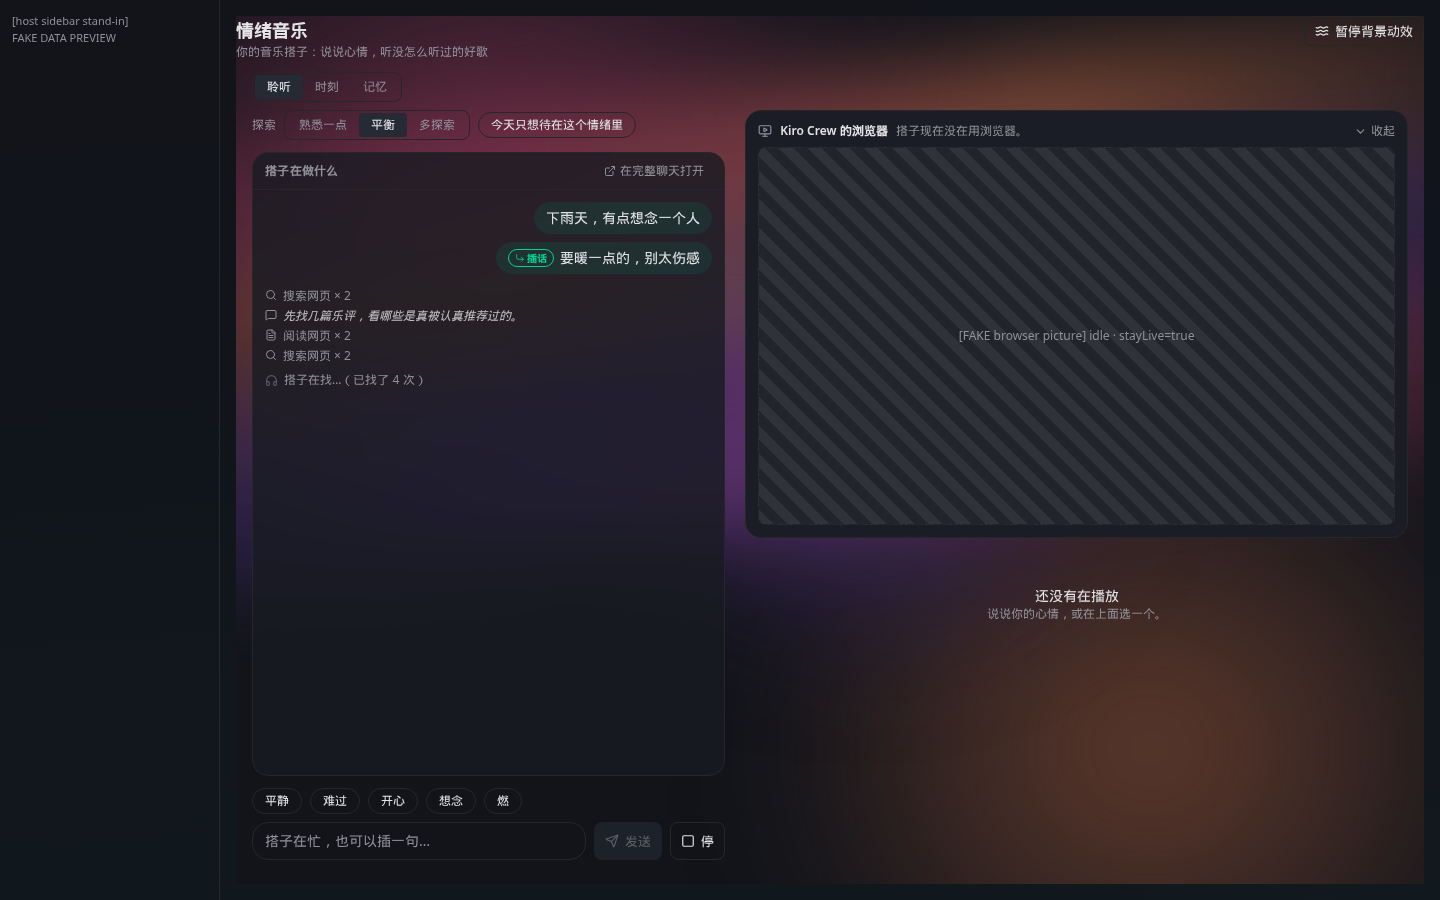 [host sidebar stand-in]
FAKE DATA PREVIEW
情绪音乐
你的音乐搭子：说说心情，听没怎么听过的好歌
暂停背景动效
聆听 时刻 记忆
探索 熟悉一点 平衡 多探索 今天只想待在这个情绪里
搭子在做什么 在完整聊天打开
下雨天，有点想念一个人
插话 要暖一点的，别太伤感
搜索网页 × 2
先找几篇乐评，看哪些是真被认真推荐过的。
阅读网页 × 2
搜索网页 × 2
搭子在找…（已找了 4 次）
平静 难过 开心 想念 燃
搭子在忙，也可以插一句…
发送 停
Kiro Crew 的浏览器 搭子现在没在用浏览器。 收起
[FAKE browser picture] idle · stayLive=true
还没有在播放
说说你的心情，或在上面选一个。